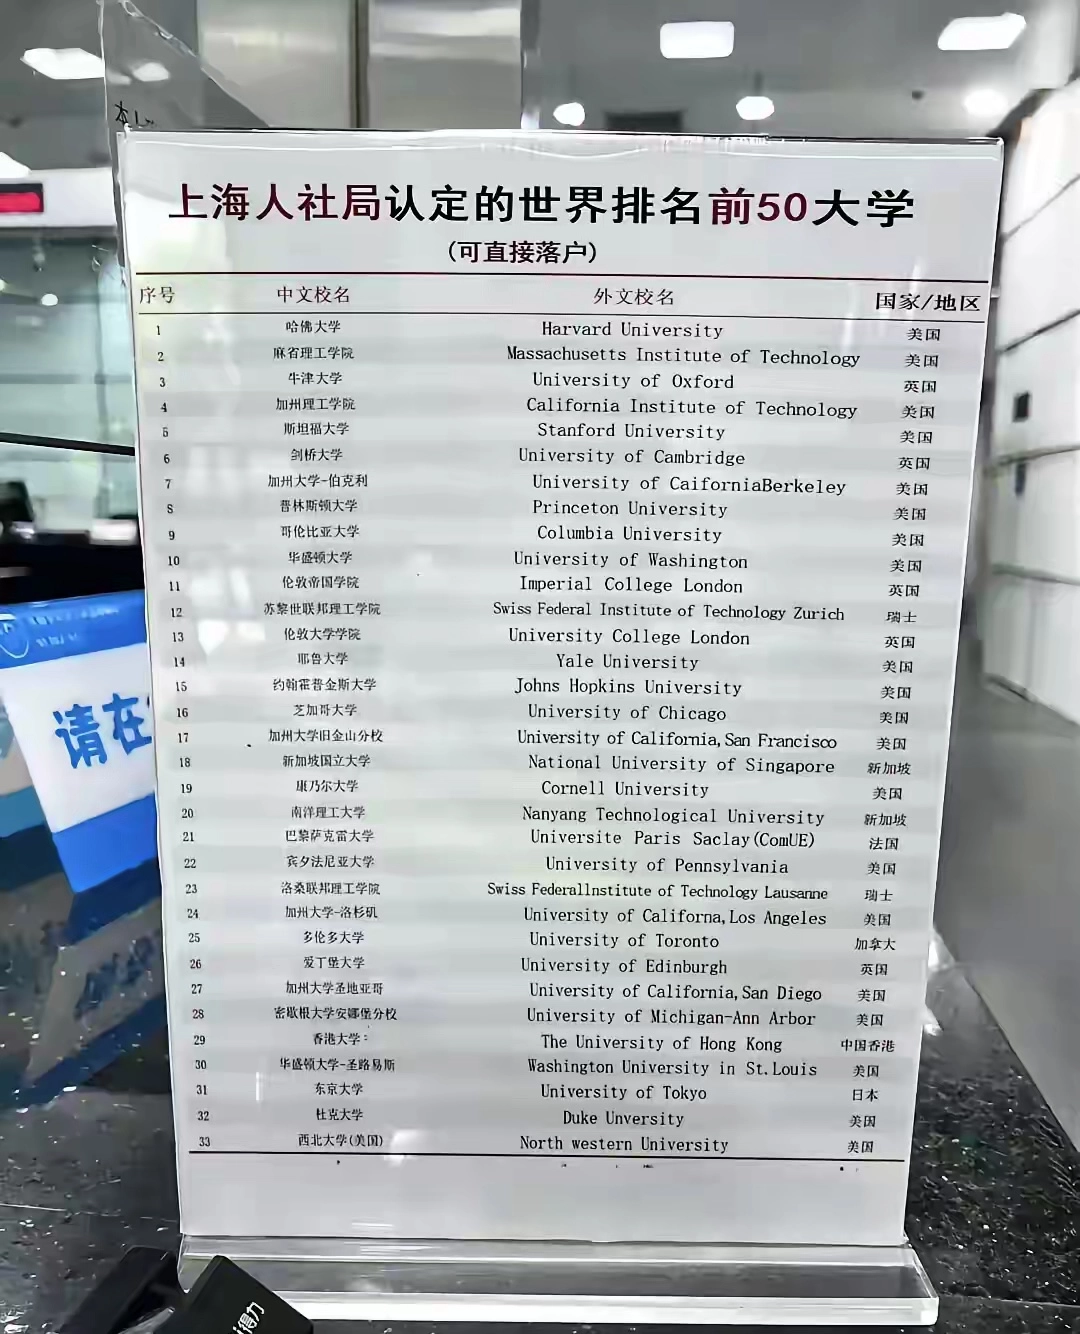 本人
上海人社局认定的世界排名前50大学
(可直接落户)
序号 中文校名 外文校名 国家/地区
1 哈佛大学 Harvard University 美国
2 麻省理工学院 Massachusetts Institute of Technology 美国
3 牛津大学 University of Oxford 英国
4 加州理工学院 California Institute of Technology 美国
5 斯坦福大学 Stanford University 美国
6 剑桥大学 University of Cambridge 英国
7 加州大学-伯克利 University of CaiforniaBerkeley 美国
8 普林斯顿大学 Princeton University 美国
9 哥伦比亚大学 Columbia University 美国
10 华盛顿大学 University of Washington 美国
11 伦敦帝国学院 Imperial College London 英国
12 苏黎世联邦理工学院 Swiss Federal Institute of Technology Zurich 瑞士
13 伦敦大学学院 University College London 英国
14 耶鲁大学 Yale University 美国
15 约翰霍普金斯大学 Johns Hopkins University 美国
16 芝加哥大学 University of Chicago 美国
17 加州大学旧金山分校 University of California,San Francisco 美国
18 新加坡国立大学 National University of Singapore 新加坡
19 康乃尔大学 Cornell University 美国
20 南洋理工大学 Nanyang Technological University 新加坡
21 巴黎萨克雷大学 Universite Paris Saclay(ComUE) 法国
22 宾夕法尼亚大学 University of Pennsylvania 美国
23 洛桑联邦理工学院 Swiss Federallnstitute of Technology Lausanne 瑞士
24 加州大学-洛杉矶 University of Californa,Los Angeles 美国
25 多伦多大学 University of Toronto 加拿大
26 爱丁堡大学 University of Edinburgh 英国
27 加州大学圣地亚哥 University of California,San Diego 美国
28 密歇根大学安娜堡分校 University of Michigan-Ann Arbor 美国
29 香港大学 The University of Hong Kong 中国香港
30 华盛顿大学-圣路易斯 Washington University in St.Louis 美国
31 东京大学 University of Tokyo 日本
32 杜克大学 Duke Unversity 美国
33 西北大学(美国) North western University 美国
请在
得力